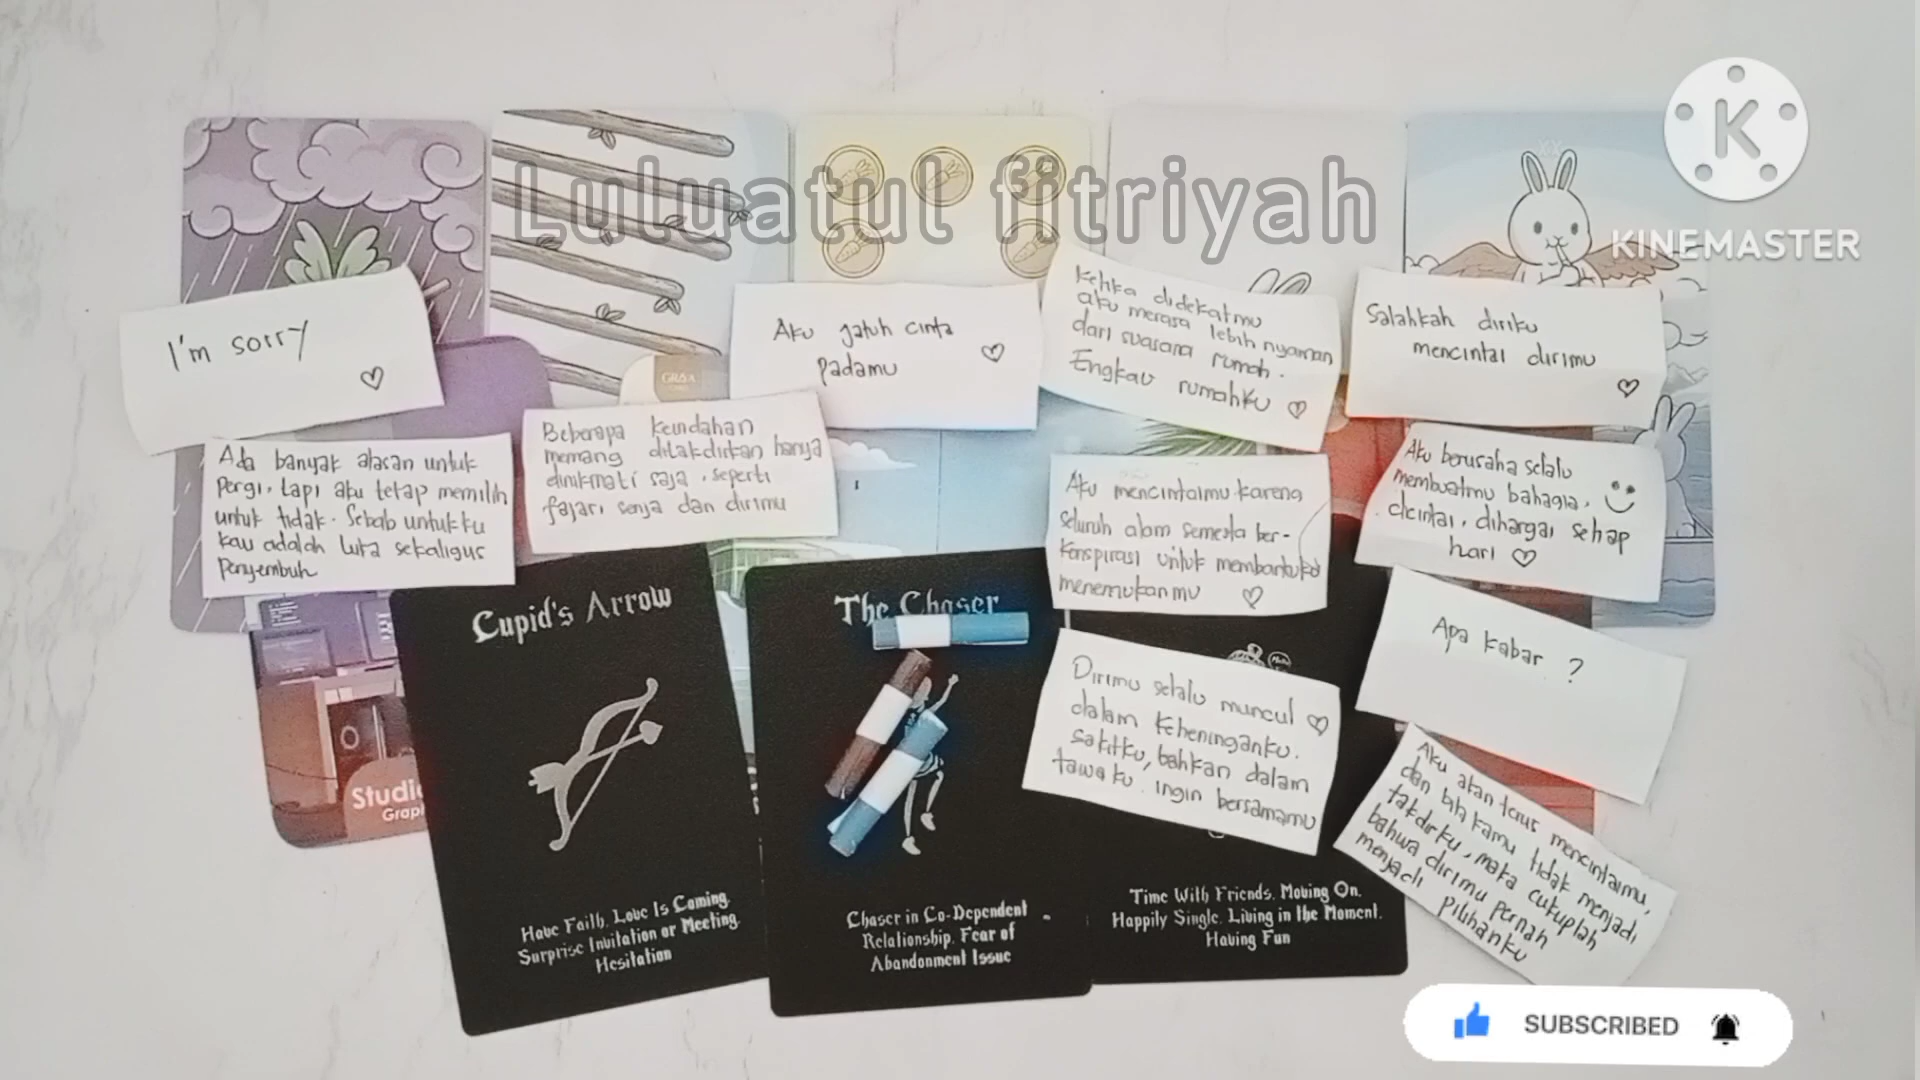 Luluatul fitriyah
K
KINEMASTER
I'm sorry
Aku jatuh cinta
padamu
Ketika didekatmu
aku merasa lebih nyaman
dari suasana rumah.
Engkau rumahku
Salahkah diriku
mencintai dirimu
GRAX
Ada banyak alasan untuk
pergi, tapi aku tetap memilih
untuk tidak. Sebab untukku
kau adalah luka sekaligus
penyembuh
Beberapa keindahan
memang ditakdirkan hanya
dinikmati saja, seperti
fajar, senja dan dirimu
Aku mencintaimu karena
seluruh alam semesta ber-
konspirasi untuk membantuku
menemukanmu
Aku berusaha selalu
membuatmu bahagia,
dicintai, dihargai setiap
hari
Apa kabar ?
Dirimu selalu muncul
dalam keheninganku.
sakitku, bahkan dalam
tawaku. ingin bersamamu
Aku akan terus mencintaimu,
dan bila kamu tidak menjadi
takdirku, maka cukuplah
bahwa dirimu pernah
menjadi pilihanku
Studio
Grap
Cupid's Arrow
Have Faith. Love Is Coming.
Surprise Invitation or Meeting.
Hesitation
The Chaser
Chaser in Co-Dependent
Relationship. Fear of
Abandonment Issue
Time With Friends. Moving On.
Happily Single. Living in the Moment.
Having Fun
SUBSCRIBED